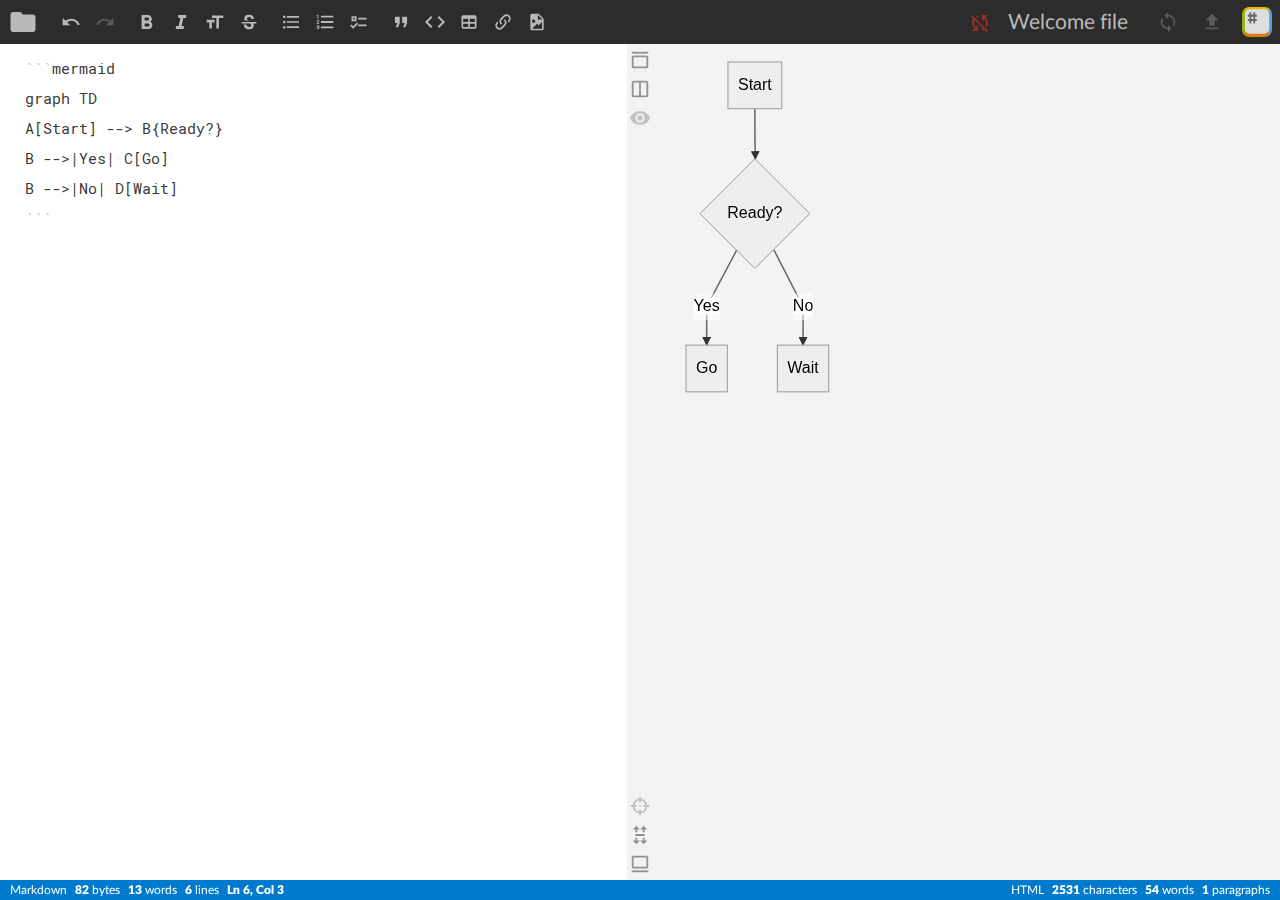 Welcome file
```mermaid
graph TD
A[Start] --> B{Ready?}
B -->|Yes| C[Go]
B -->|No| D[Wait]
```
Start
Ready?
Yes No
Go Wait
Markdown 82 bytes 13 words 6 lines Ln 6, Col 3 HTML 2531 characters 54 words 1 paragraphs